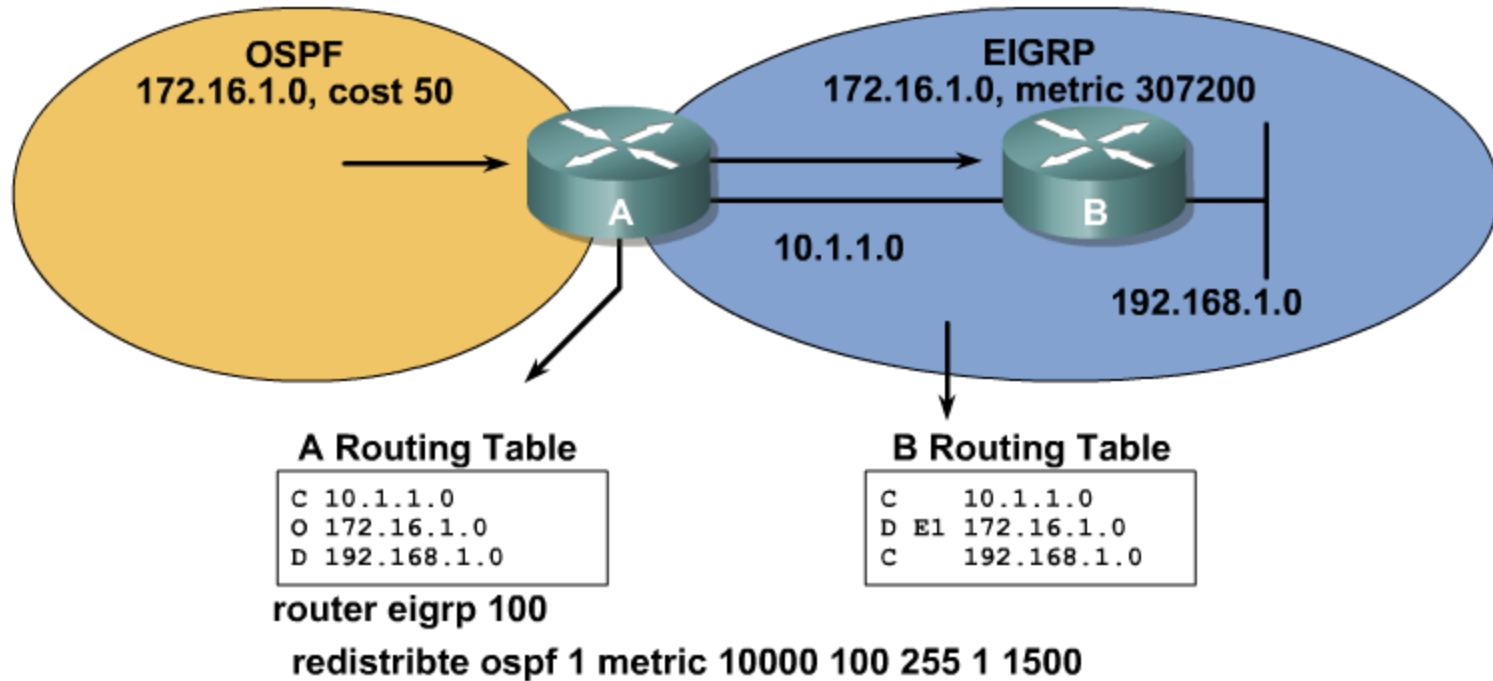 OSPF
172.16.1.0, cost 50
EIGRP
172.16.1.0, metric 307200
A
B
10.1.1.0
192.168.1.0
A Routing Table
C 10.1.1.0
O 172.16.1.0
D 192.168.1.0
B Routing Table
C 10.1.1.0
D E1 172.16.1.0
C 192.168.1.0
router eigrp 100
redistribte ospf 1 metric 10000 100 255 1 1500